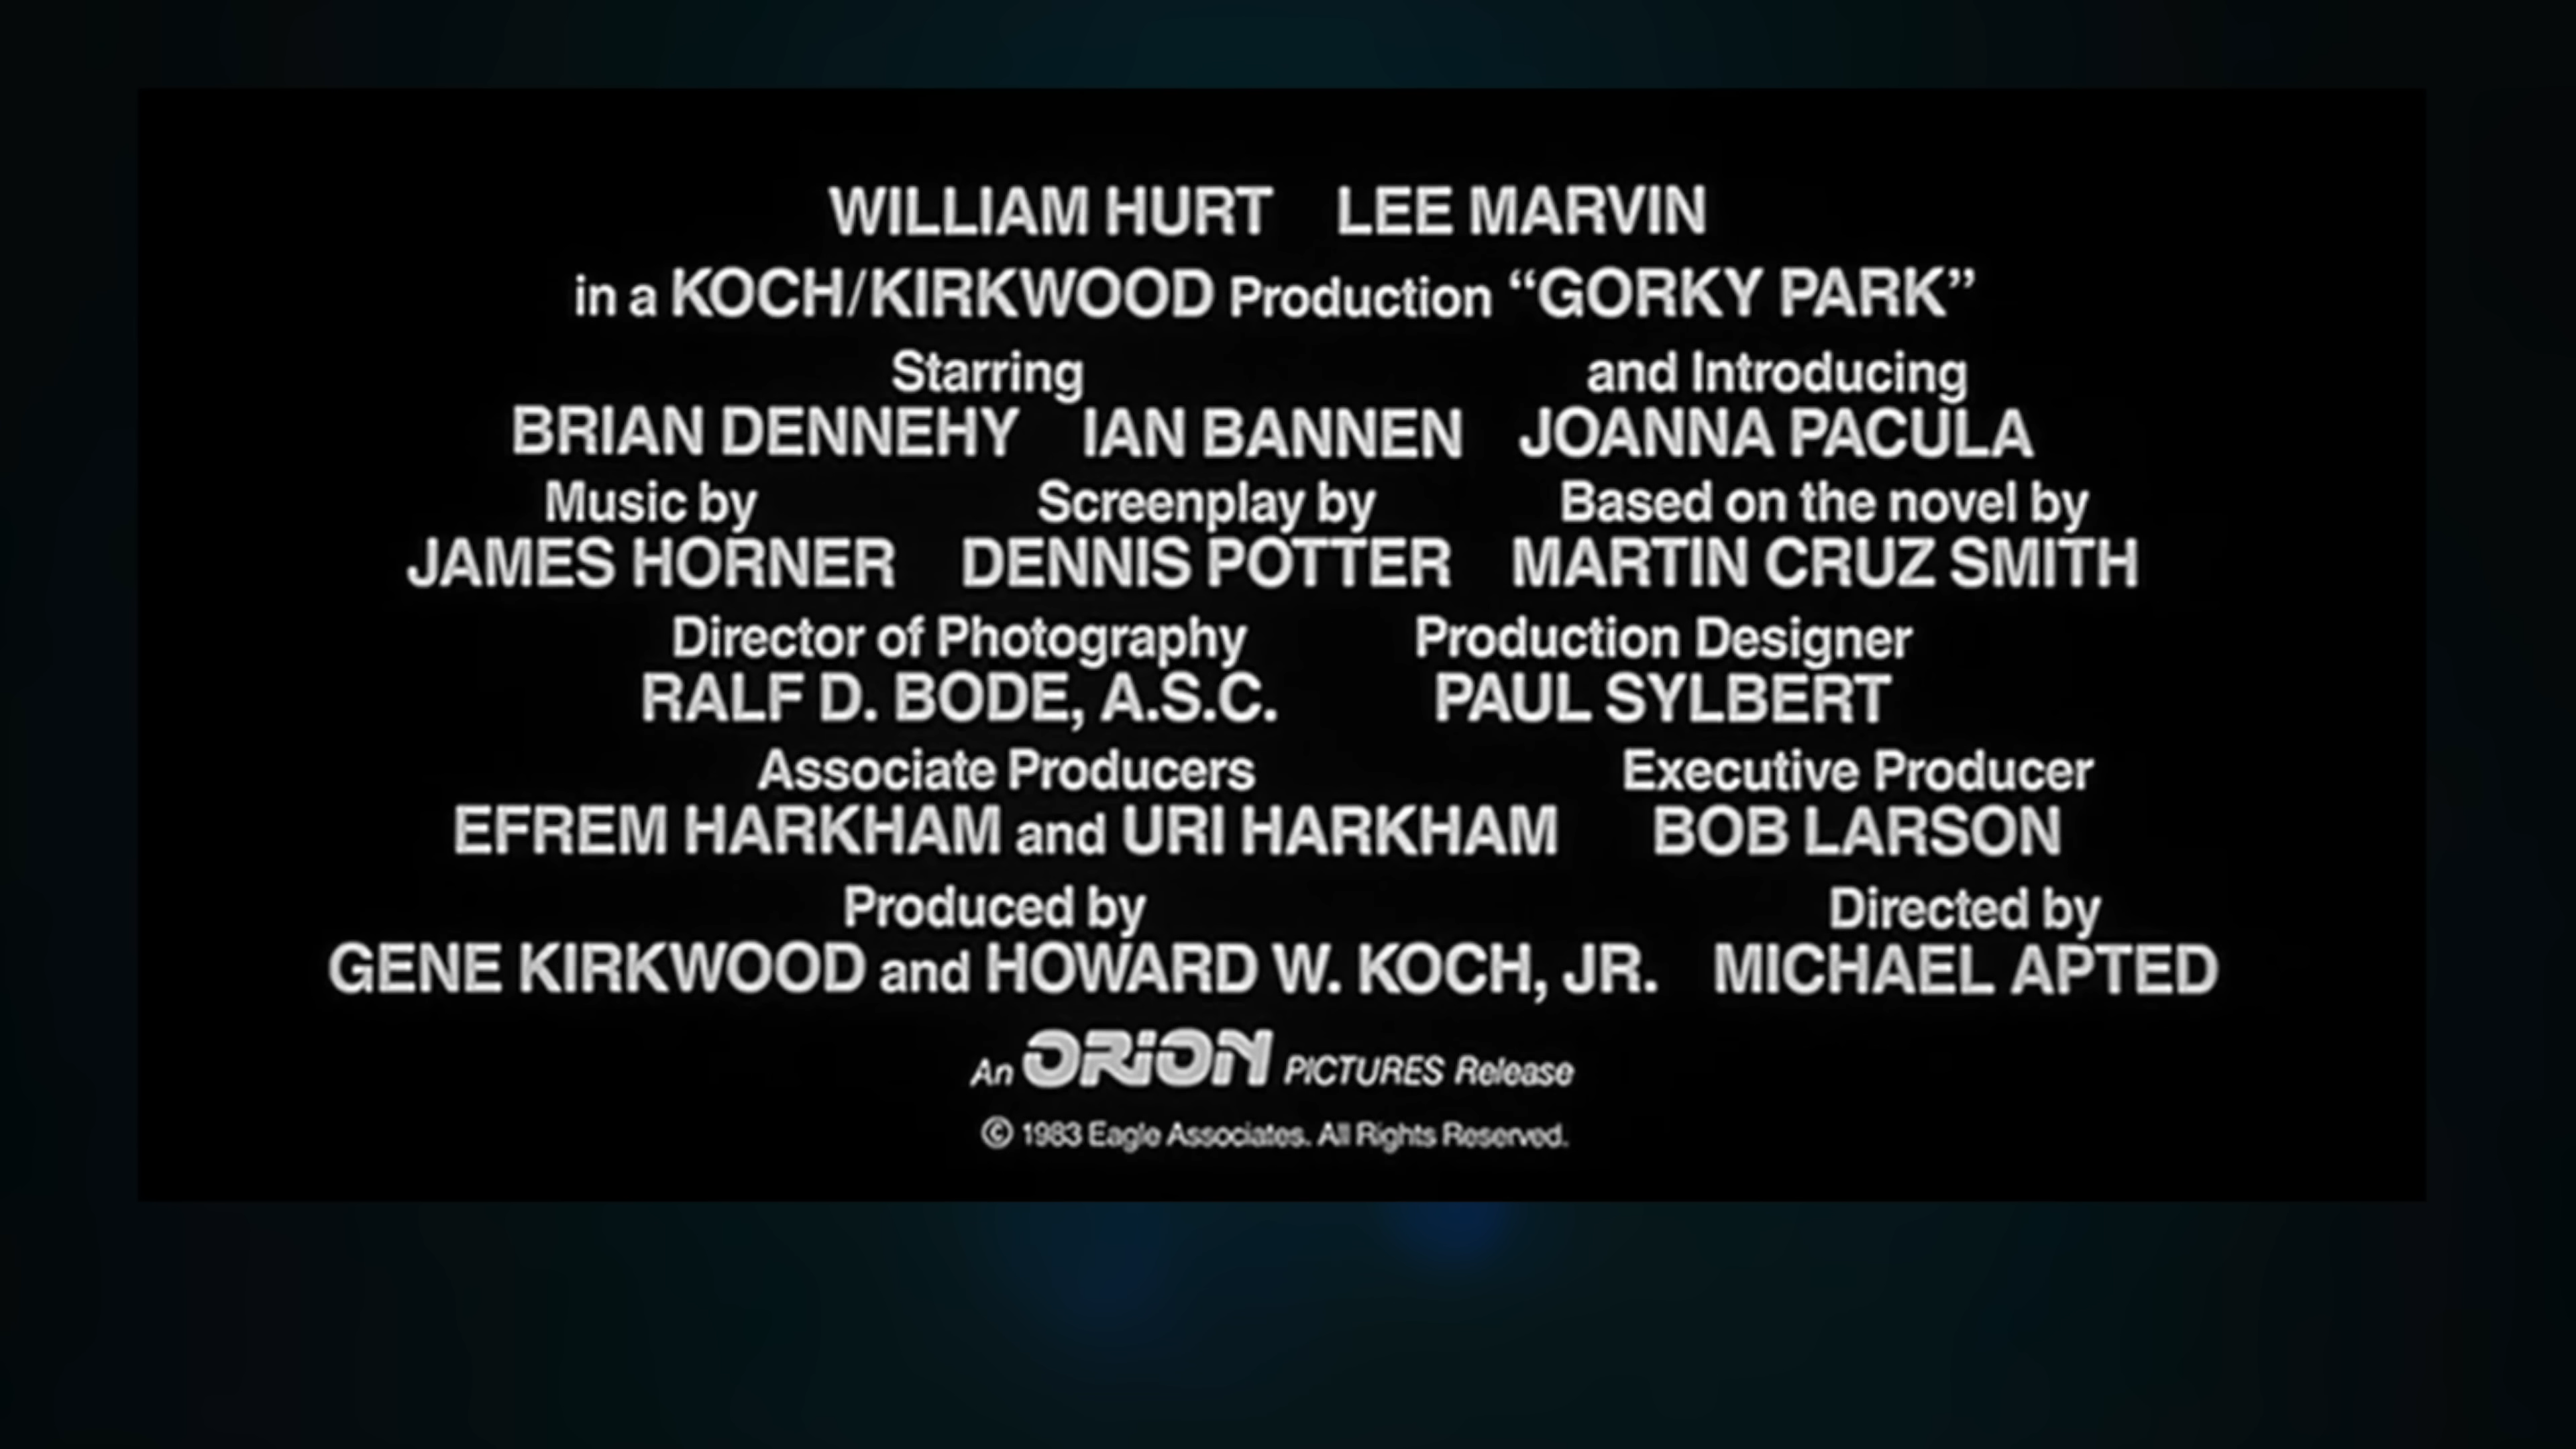 WILLIAM HURT LEE MARVIN
in a KOCH/KIRKWOOD Production “GORKY PARK”
Starring and Introducing
BRIAN DENNEHY IAN BANNEN JOANNA PACULA
Music by Screenplay by Based on the novel by
JAMES HORNER DENNIS POTTER MARTIN CRUZ SMITH
Director of Photography Production Designer
RALF D. BODE, A.S.C. PAUL SYLBERT
Associate Producers Executive Producer
EFREM HARKHAM and URI HARKHAM BOB LARSON
Produced by Directed by
GENE KIRKWOOD and HOWARD W. KOCH, JR. MICHAEL APTED
An ORION PICTURES Release
© 1983 Eagle Associates. All Rights Reserved.